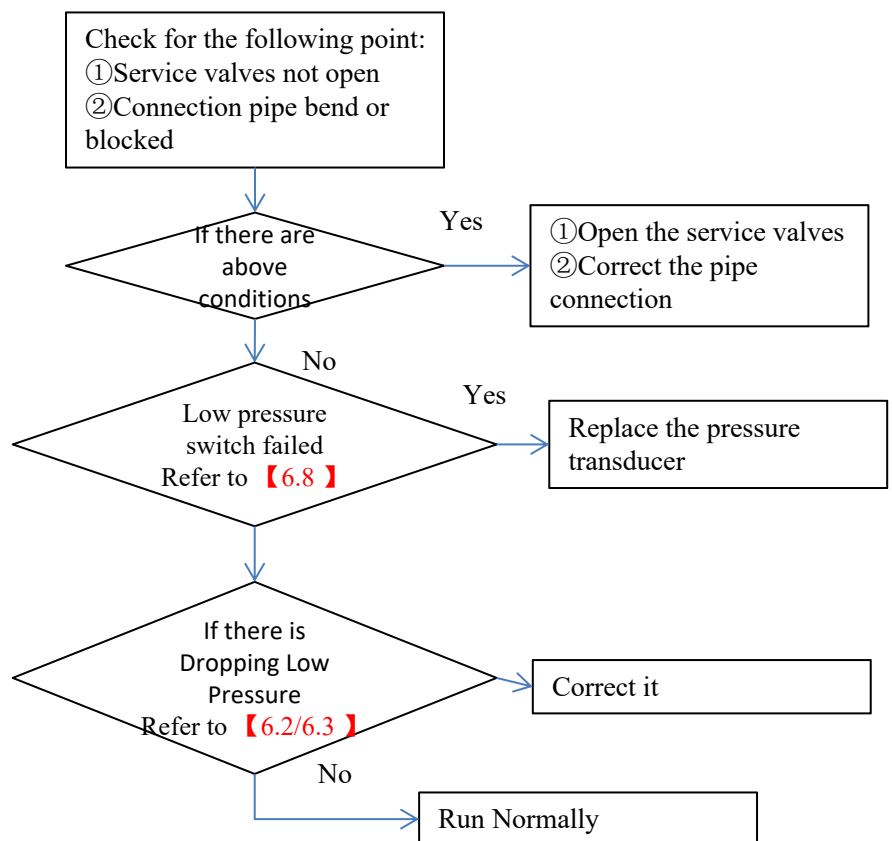 Check for the following point:
①Service valves not open
②Connection pipe bend or
blocked
If there are
above
conditions
Yes
①Open the service valves
②Correct the pipe
connection
No
Low pressure
switch failed
Refer to 【6.8 】
Yes
Replace the pressure
transducer
If there is
Dropping Low
Pressure
Refer to 【6.2/6.3 】
Correct it
No
Run Normally